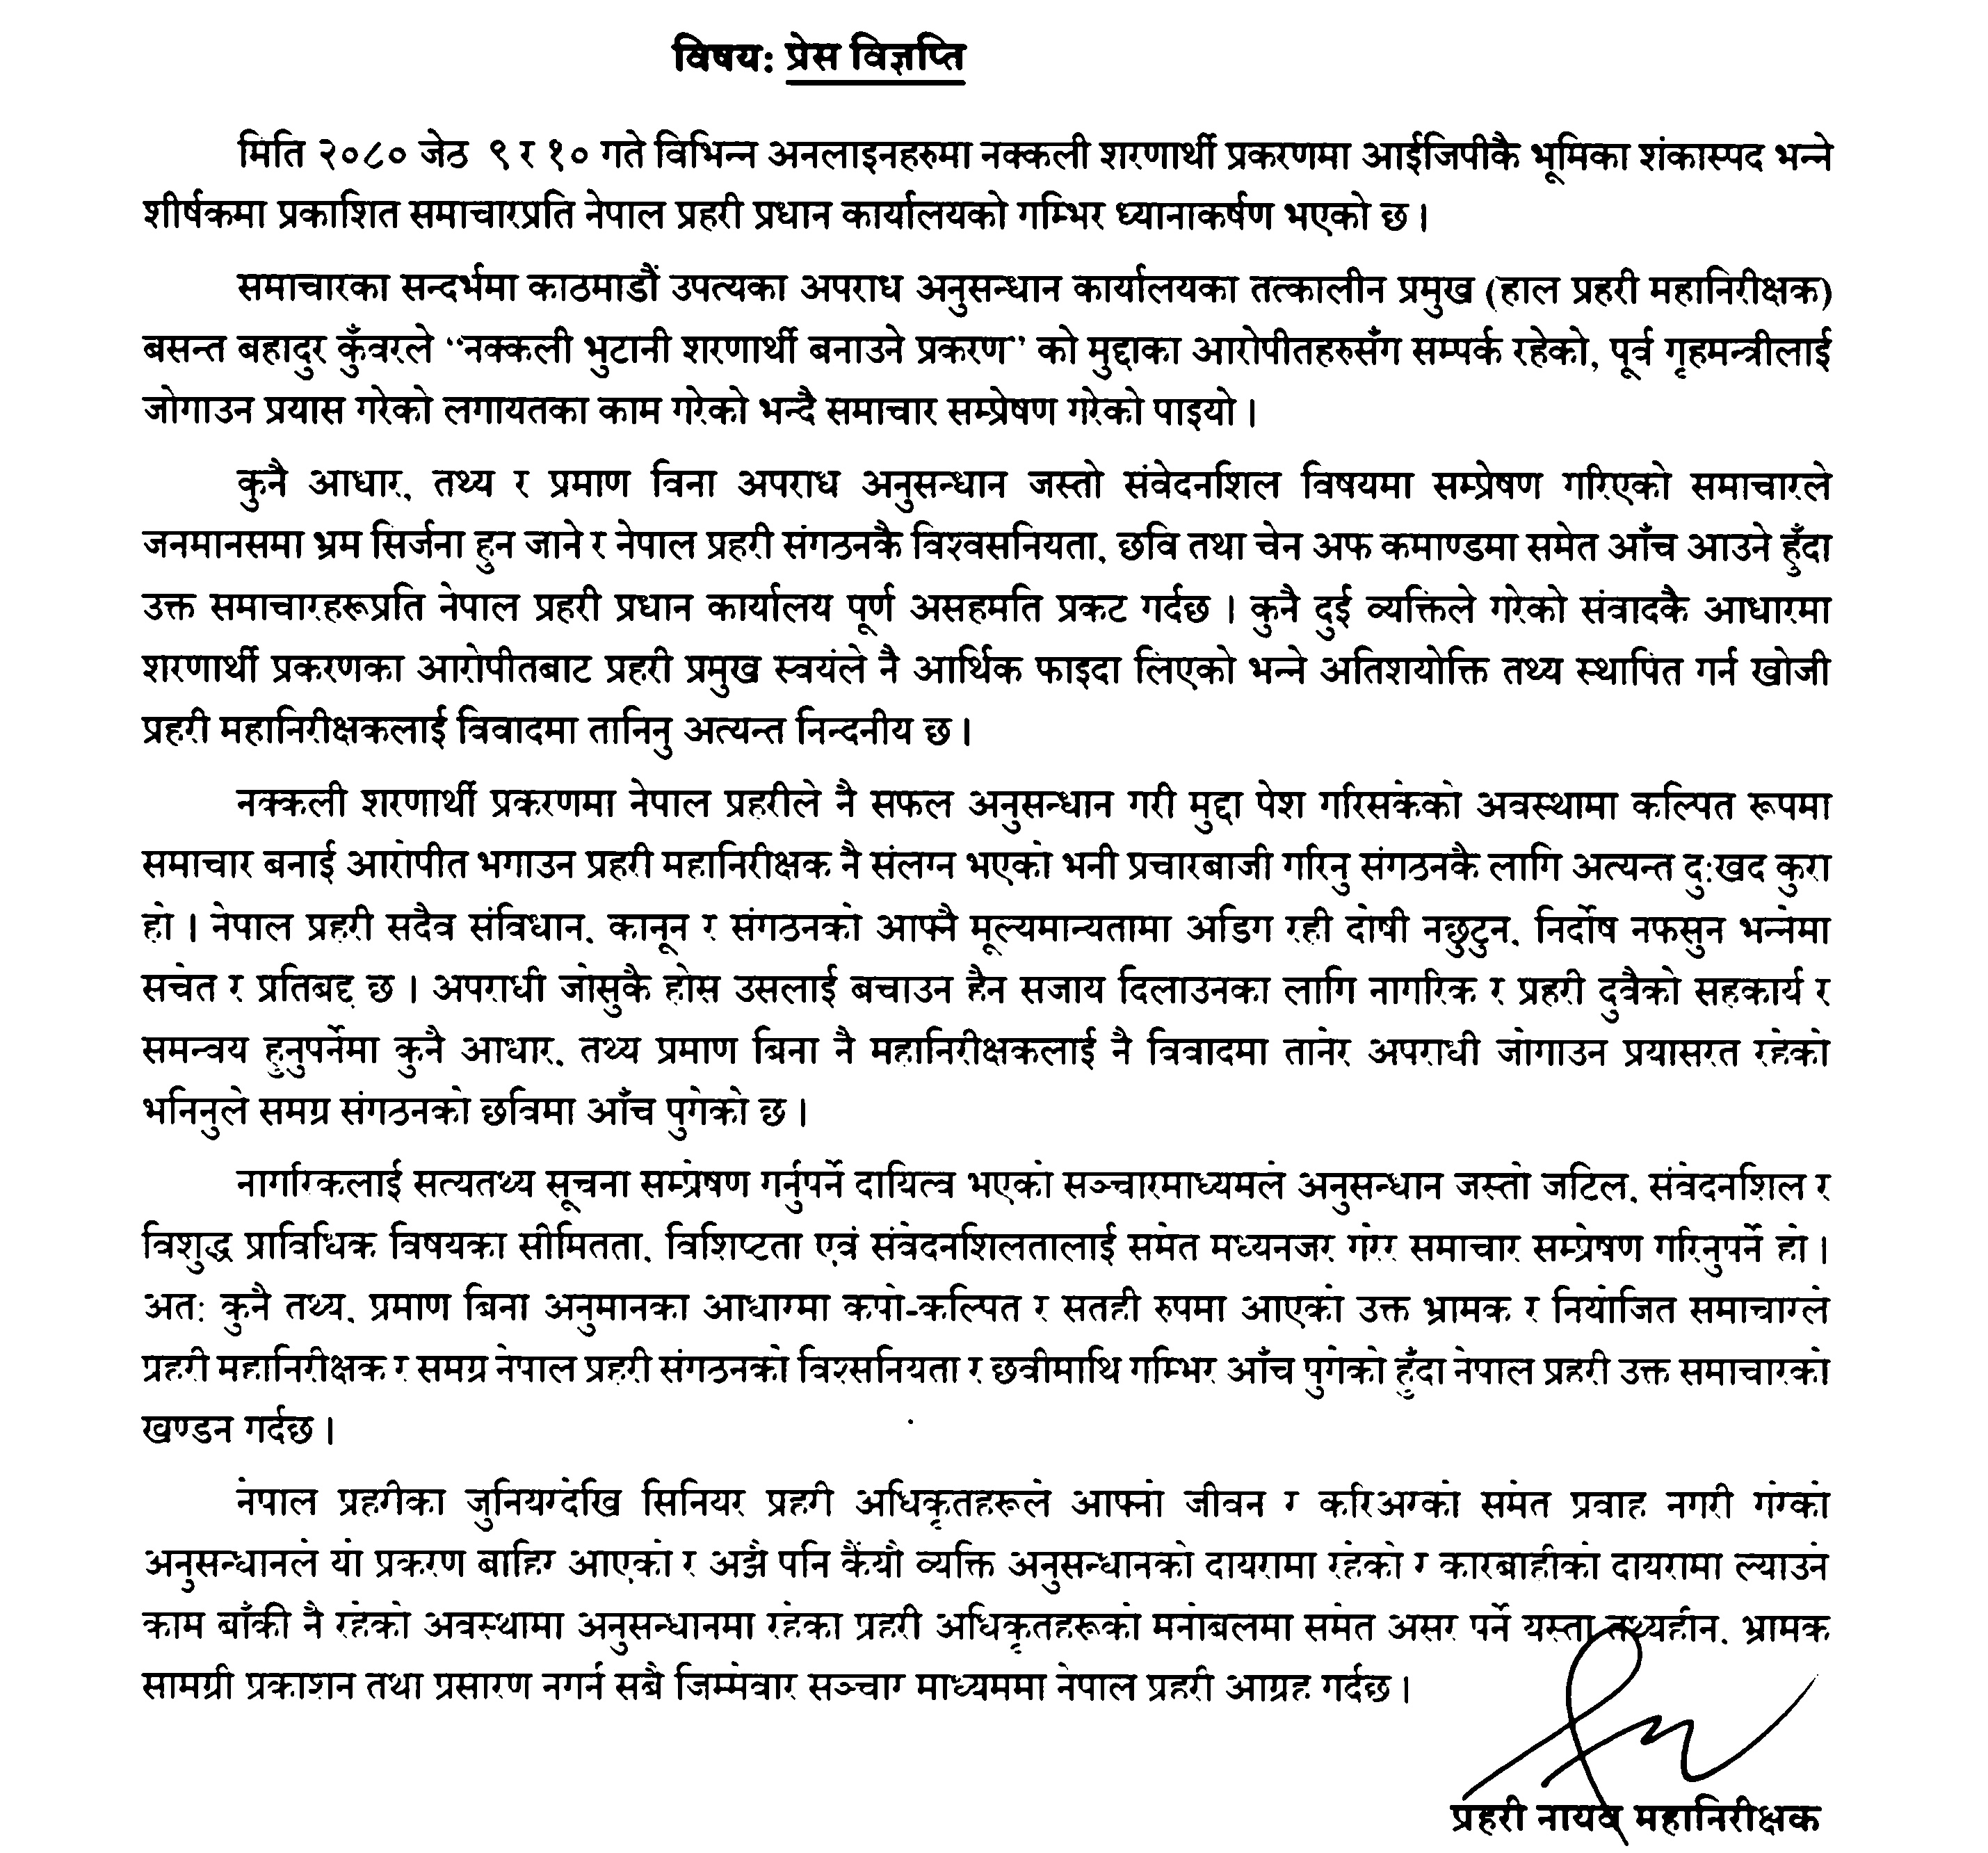 विषय: प्रेस विज्ञप्ति
मिति २०८० जेठ ९ र १० गते विभिन्न अनलाइनहरुमा नक्कली शरणार्थी प्रकरणमा आईजिपीकै भूमिका शंकास्पद भन्ने
शीर्षकमा प्रकाशित समाचारप्रति नेपाल प्रहरी प्रधान कार्यालयको गम्भिर ध्यानाकर्षण भएको छ ।
समाचारका सन्दर्भमा काठमाडौं उपत्यका अपराध अनुसन्धान कार्यालयका तत्कालीन प्रमुख (हाल प्रहरी महानिरीक्षक)
बसन्त बहादुर कुँवरले "नक्कली भुटानी शरणार्थी बनाउने प्रकरण" को मुद्दाका आरोपीतहरुसँग सम्पर्क रहेको, पूर्व गृहमन्त्रीलाई
जोगाउन प्रयास गरेको लगायतका काम गरेको भन्दै समाचार सम्प्रेषण गरेको पाइयो ।
कुनै आधार, तथ्य र प्रमाण विना अपराध अनुसन्धान जस्तो संवेदनशिल विषयमा सम्प्रेषण गरिएको समाचारले
जनमानसमा भ्रम सिर्जना हुन जाने र नेपाल प्रहरी संगठनकै विश्वसनियता, छवि तथा चेन अफ कमाण्डमा समेत आँच आउने हुँदा
उक्त समाचारहरूप्रति नेपाल प्रहरी प्रधान कार्यालय पूर्ण असहमति प्रकट गर्दछ । कुनै दुई व्यक्तिले गरेको संवादकै आधारमा
शरणार्थी प्रकरणका आरोपीतबाट प्रहरी प्रमुख स्वयंले नै आर्थिक फाइदा लिएको भन्ने अतिशयोक्ति तथ्य स्थापित गर्न खोजी
प्रहरी महानिरीक्षकलाई विवादमा तानिनु अत्यन्त निन्दनीय छ ।
नक्कली शरणार्थी प्रकरणमा नेपाल प्रहरीले नै सफल अनुसन्धान गरी मुद्दा पेश गरिसकेको अवस्थामा कल्पित रूपमा
समाचार बनाई आरोपीत भगाउन प्रहरी महानिरीक्षक नै संलग्न भएको भनी प्रचारबाजी गरिनु संगठनकै लागि अत्यन्त दु:खद कुरा
हो । नेपाल प्रहरी सदैव संविधान, कानून र संगठनको आफ्नै मूल्यमान्यतामा अडिग रही दोषी नछुटुन, निर्दोष नफसुन भन्नेमा
सचेत र प्रतिबद्द छ । अपराधी जोसुकै होस उसलाई बचाउन हैन सजाय दिलाउनका लागि नागरिक र प्रहरी दुवैको सहकार्य र
समन्वय हुनुपर्नेमा कुनै आधार, तथ्य प्रमाण बिना नै महानिरीक्षकलाई नै विवादमा तानेर अपराधी जोगाउन प्रयासरत रहेको
भनिनुले समग्र संगठनको छविमा आँच पुगेको छ ।
नागरिकलाई सत्यतथ्य सूचना सम्प्रेषण गर्नुपर्ने दायित्व भएको सञ्चारमाध्यमले अनुसन्धान जस्तो जटिल, संवेदनशिल र
विशुद्ध प्राविधिक विषयका सीमितता, विशिष्टता एवं संवेदनशिलतालाई समेत मध्यनजर गरेर समाचार सम्प्रेषण गरिनुपर्ने हो ।
अत: कुनै तथ्य, प्रमाण बिना अनुमानका आधारमा कपो-कल्पित र सतही रुपमा आएको उक्त भ्रामक र नियोजित समाचारले
प्रहरी महानिरीक्षक र समग्र नेपाल प्रहरी संगठनको विश्सनियता र छवीमाथि गम्भिर आँच पुगेको हुँदा नेपाल प्रहरी उक्त समाचारको
खण्डन गर्दछ ।
नेपाल प्रहरीका जुनियरदेखि सिनियर प्रहरी अधिकृतहरूले आफ्नो जीवन र करिअरको समेत प्रवाह नगरी गरेको
अनुसन्धानले यो प्रकरण बाहिर आएको र अझै पनि कैंयौ व्यक्ति अनुसन्धानको दायरामा रहेको र कारबाहीको दायरामा ल्याउने
काम बाँकी नै रहेको अवस्थामा अनुसन्धानमा रहेका प्रहरी अधिकृतहरूको मनोबलमा समेत असर पर्ने यस्ता तथ्यहीन, भ्रामक
सामग्री प्रकाशन तथा प्रसारण नगर्न सबै जिम्मेवार सञ्चार माध्यममा नेपाल प्रहरी आग्रह गर्दछ ।
प्रहरी नायब महानिरीक्षक